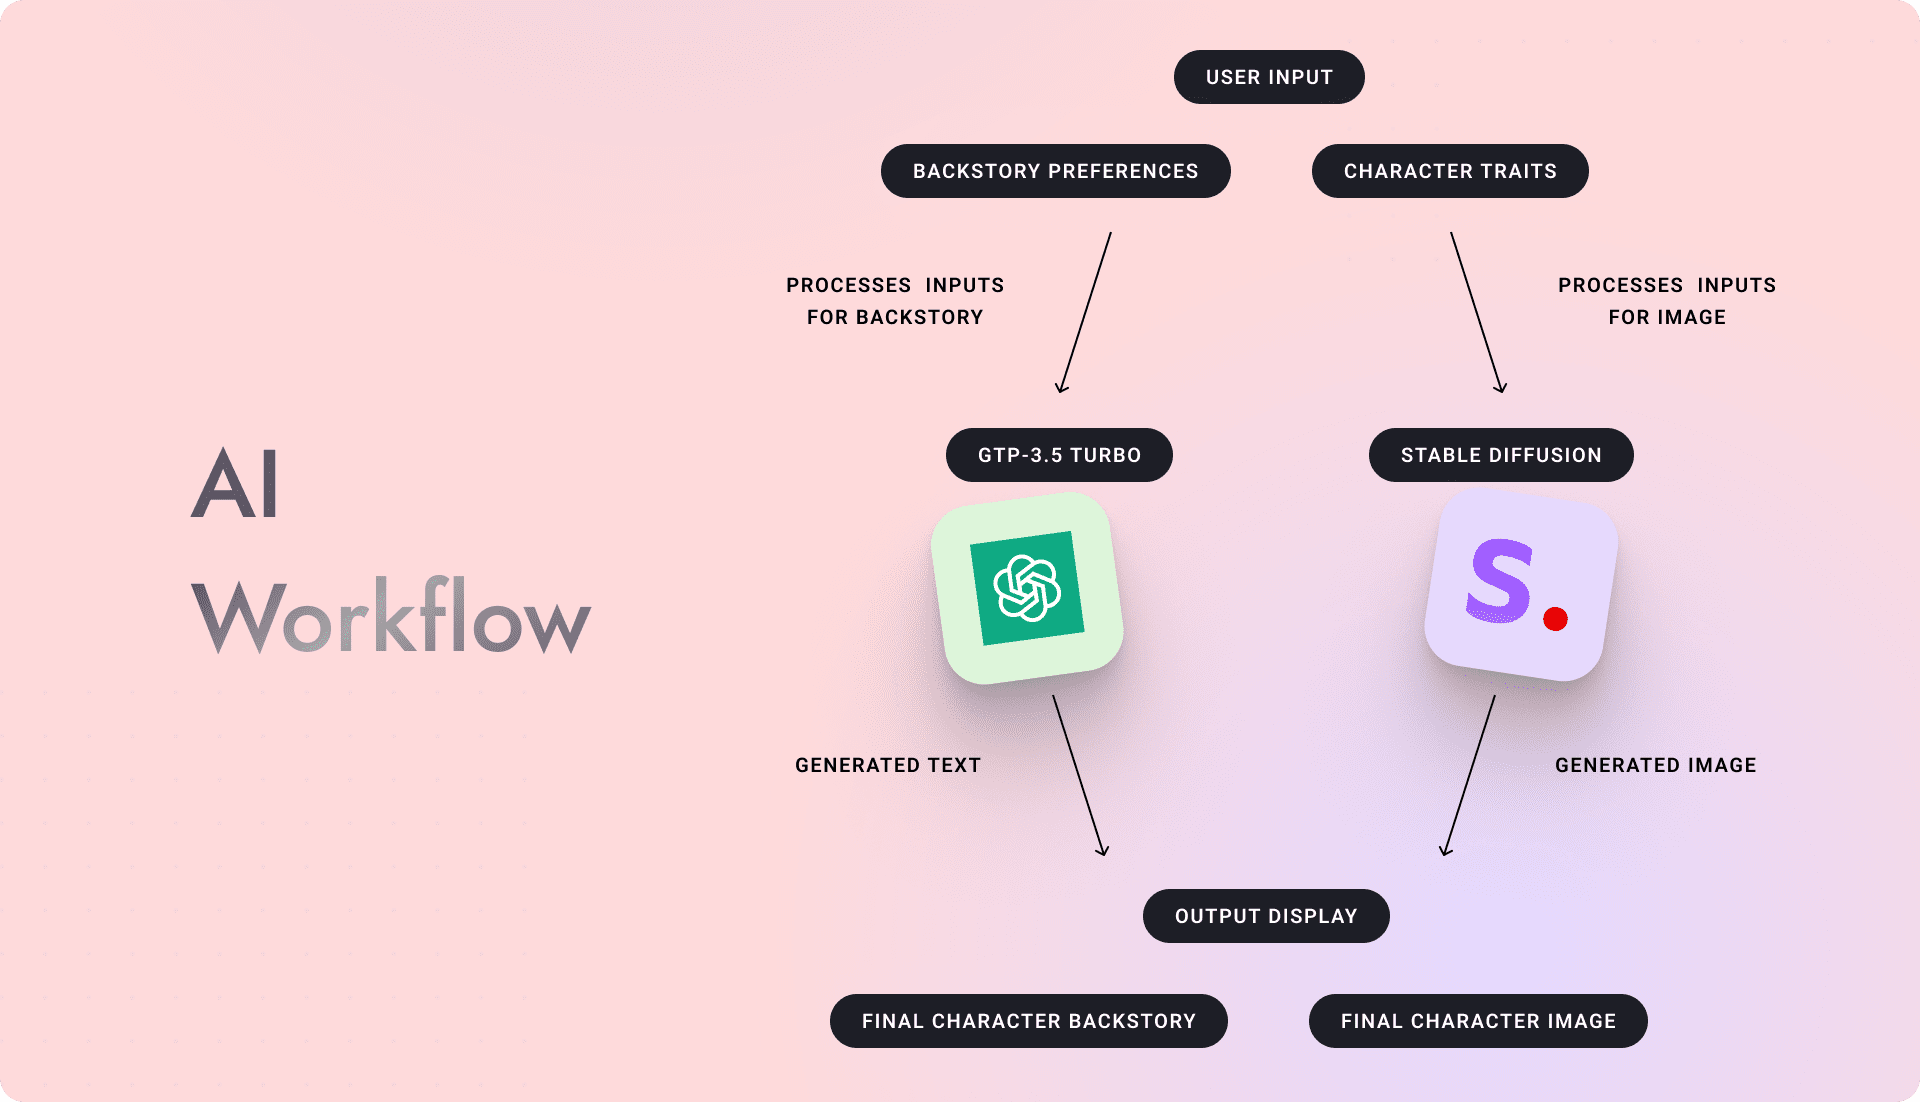 USER INPUT
BACKSTORY PREFERENCES
CHARACTER TRAITS
PROCESSES INPUTS
FOR BACKSTORY
PROCESSES INPUTS
FOR IMAGE
AI
Workflow
GTP-3.5 TURBO
STABLE DIFFUSION
S.
GENERATED TEXT
GENERATED IMAGE
OUTPUT DISPLAY
FINAL CHARACTER BACKSTORY
FINAL CHARACTER IMAGE